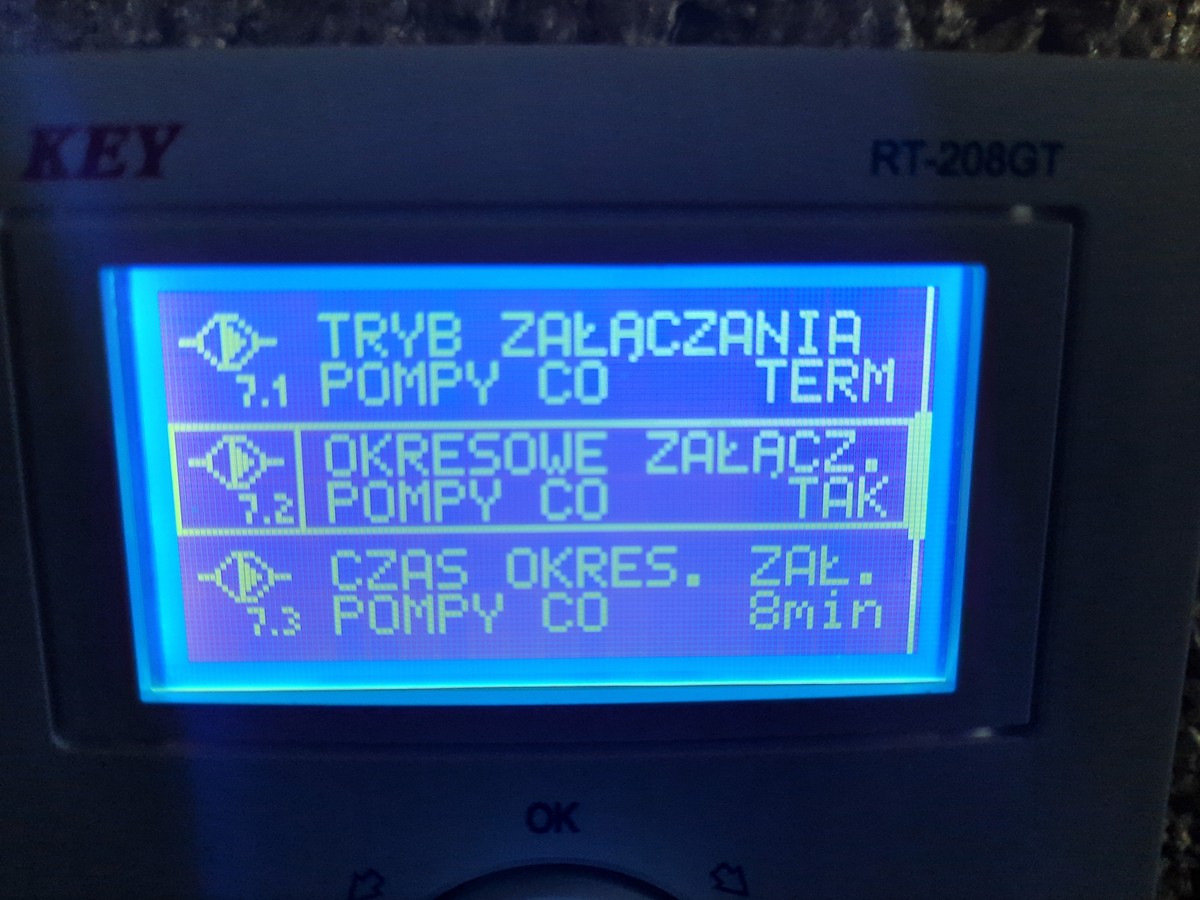 KEY
RT-208GT
TRYB ZAŁĄCZANIA
7.1 POMPY CO TERM
OKRESOWE ZAŁĄCZ.
7.2 POMPY CO TAK
CZAS OKRES. ZAŁ.
7.3 POMPY CO 8min
OK